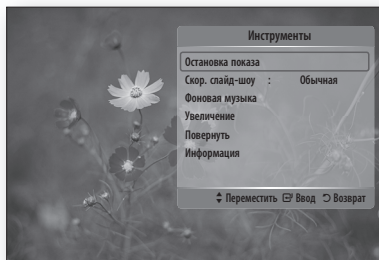 Инструменты
Остановка показа
Скор. слайд-шоу : Обычная
Фоновая музыка
Увеличение
Повернуть
Информация
Переместить Ввод Возврат